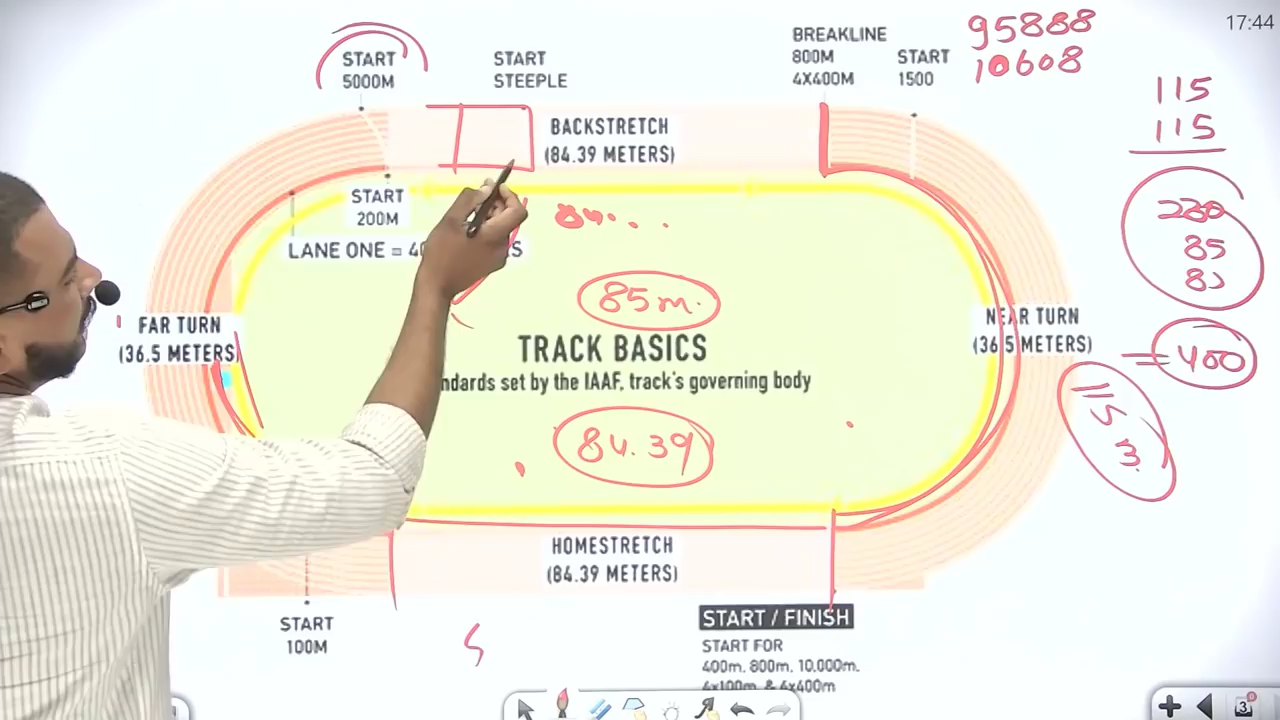 17:44
95888
10608
START
5000M
START
STEEPLE
BREAKLINE
800M
4X400M
START
1500
115
115
BACKSTRETCH
(84.39 METERS)
START
200M
LANE ONE = 40
S
230
85
85m.
400
FAR TURN
(36.5 METERS)
NEAR TURN
(36.5 METERS)
TRACK BASICS
ndards set by the IAAF, track's governing body
115 m.
84.39
HOMESTRETCH
(84.39 METERS)
START
100M
START / FINISH
START FOR
400m, 800m, 10,000m,
4x100m, & 4x400m
3